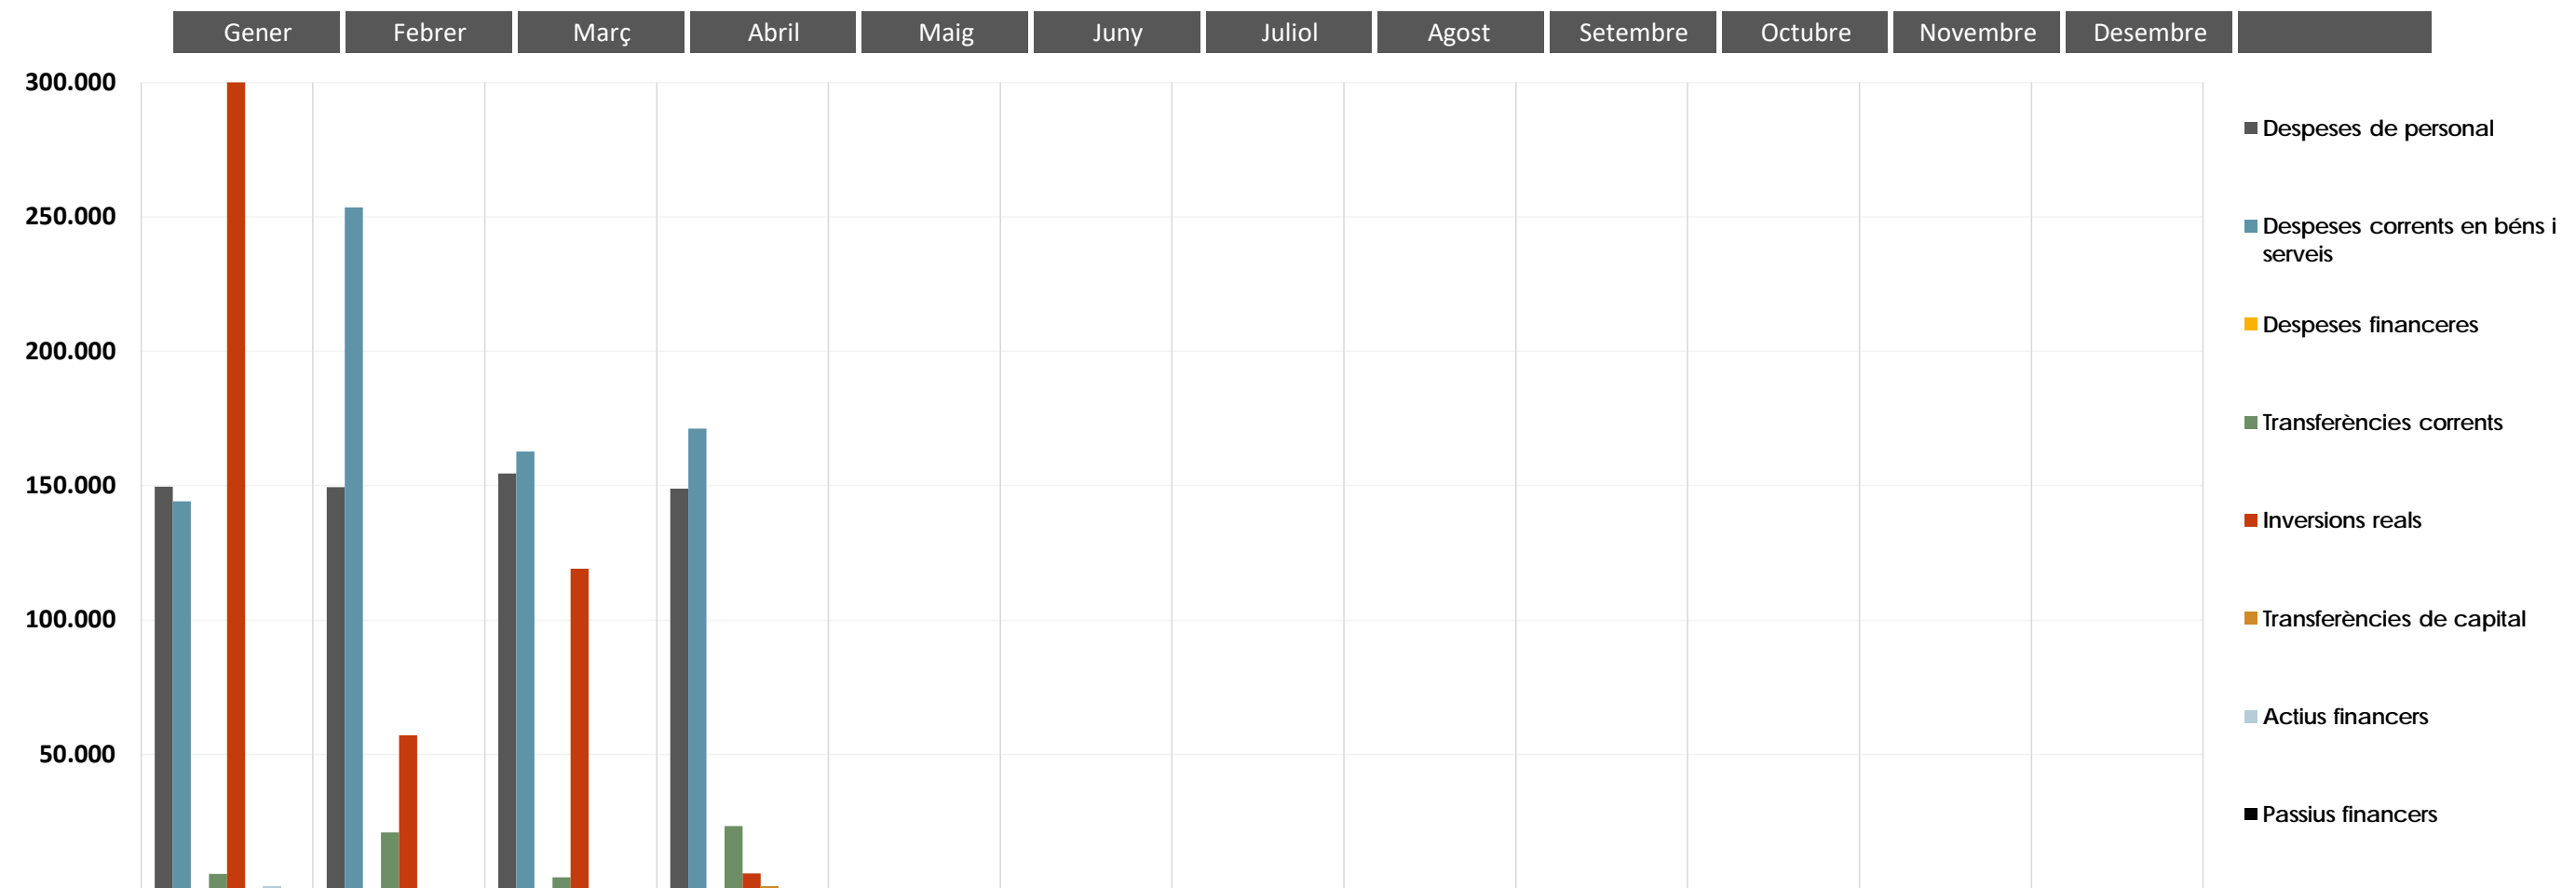 Gener Febrer Març Abril Maig Juny Juliol Agost Setembre Octubre Novembre Desembre
300.000
250.000
200.000
150.000
100.000
50.000
Despeses de personal
Despeses corrents en béns i
serveis
Despeses financeres
Transferències corrents
Inversions reals
Transferències de capital
Actius financers
Passius financers